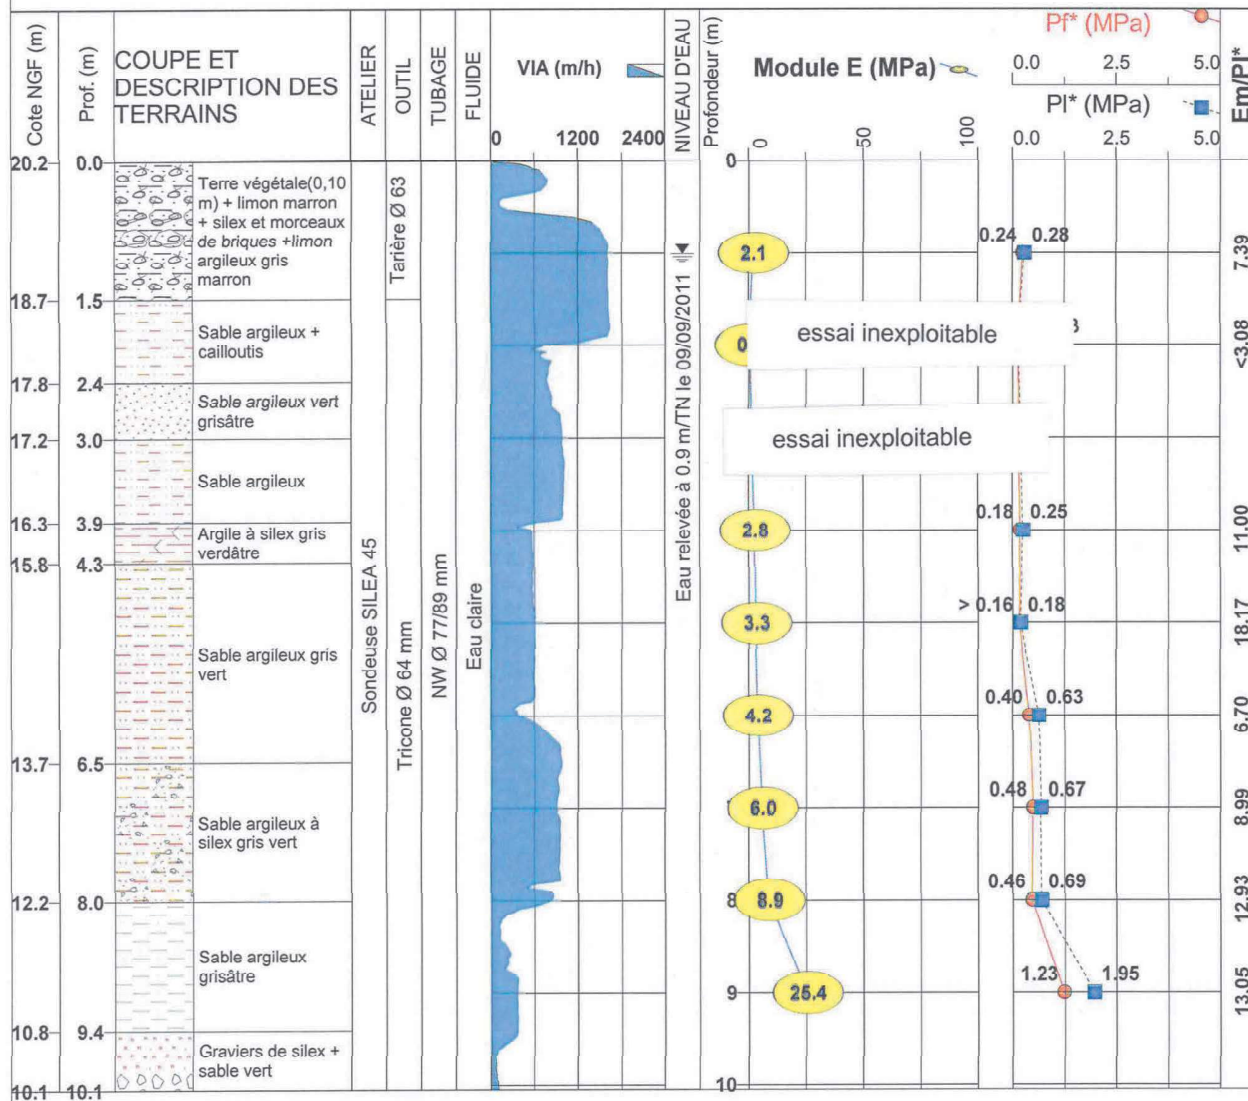 Cote NGF (m)
Prof. (m)
COUPE ET
DESCRIPTION DES
TERRAINS
ATELIER
OUTIL
TUBAGE
FLUIDE
VIA (m/h)
0 1200 2400
NIVEAU D'EAU
Profondeur (m)
Module E (MPa)
0 50 100
Pf* (MPa)
0.0 5.0
Pl* (MPa)
0.0 5.0
Em/Pl*
20.2 0.0
Terre végétale(0,10
m) + limon marron
+ silex et morceaux
de briques +limon
argileux gris
marron
18.7 1.5
Sable argileux +
cailloutis
17.8 2.4
Sable argileux vert
grisâtre
17.2 3.0
Sable argileux
16.3 3.9
Argile à silex gris
verdâtre
15.8 4.3
Sable argileux gris
vert
13.7 6.5
Sable argileux à
silex gris vert
12.2 8.0
Sable argileux
grisâtre
10.8 9.4
Graviers de silex +
sable vert
10.1 10.1
Sondeuse SILEA 45
Tarière Ø 63
Tricone Ø 64 mm
NW Ø 77/89 mm
Eau claire
Eau relevée à 0.9 m/TN le 09/09/2011
0
2.1 0.24 0.28 7.39
essai inexploitable <3.08
essai inexploitable
2.8 0.18 0.25 11.00
3.3 > 0.16 0.18 18.17
4.2 0.40 0.63 6.70
6.0 0.48 0.67 8.99
8 8.9 0.46 0.69 12.93
9 25.4 1.23 1.95 13.05
10